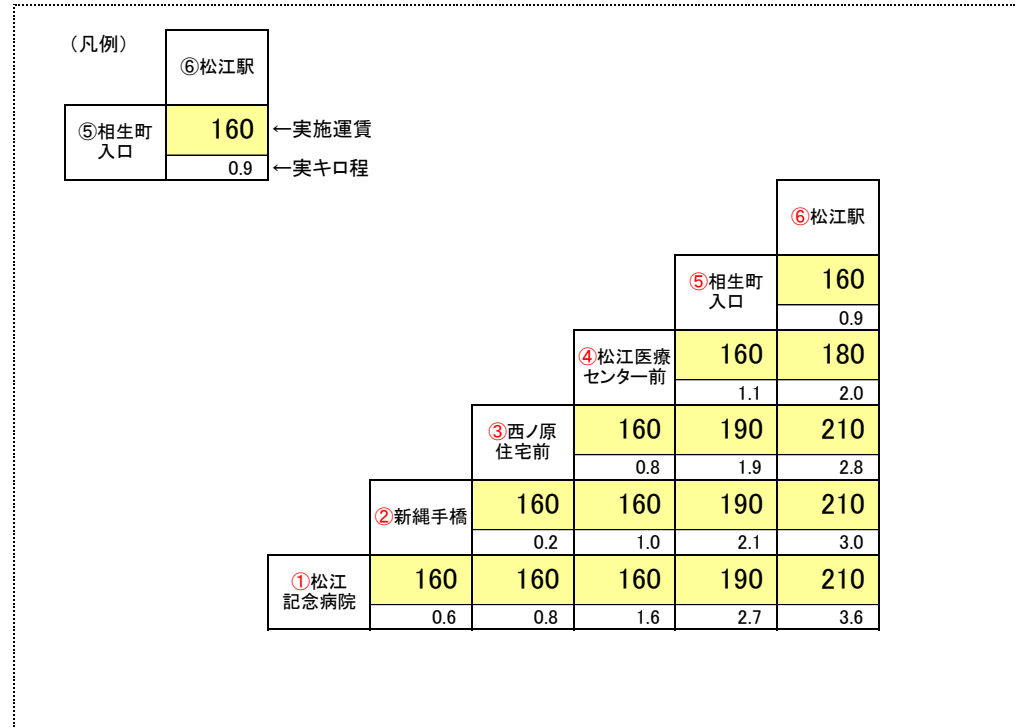 (凡例)
⑥松江駅
⑤相生町
入口
160
←実施運賃
0.9
←実キロ程
⑥松江駅
⑤相生町
入口
160
0.9
④松江医療
センター前
160
180
1.1
2.0
③西ノ原
住宅前
160
190
210
0.8
1.9
2.8
②新縄手橋
160
160
190
210
0.2
1.0
2.1
3.0
①松江
記念病院
160
160
160
190
210
0.6
0.8
1.6
2.7
3.6